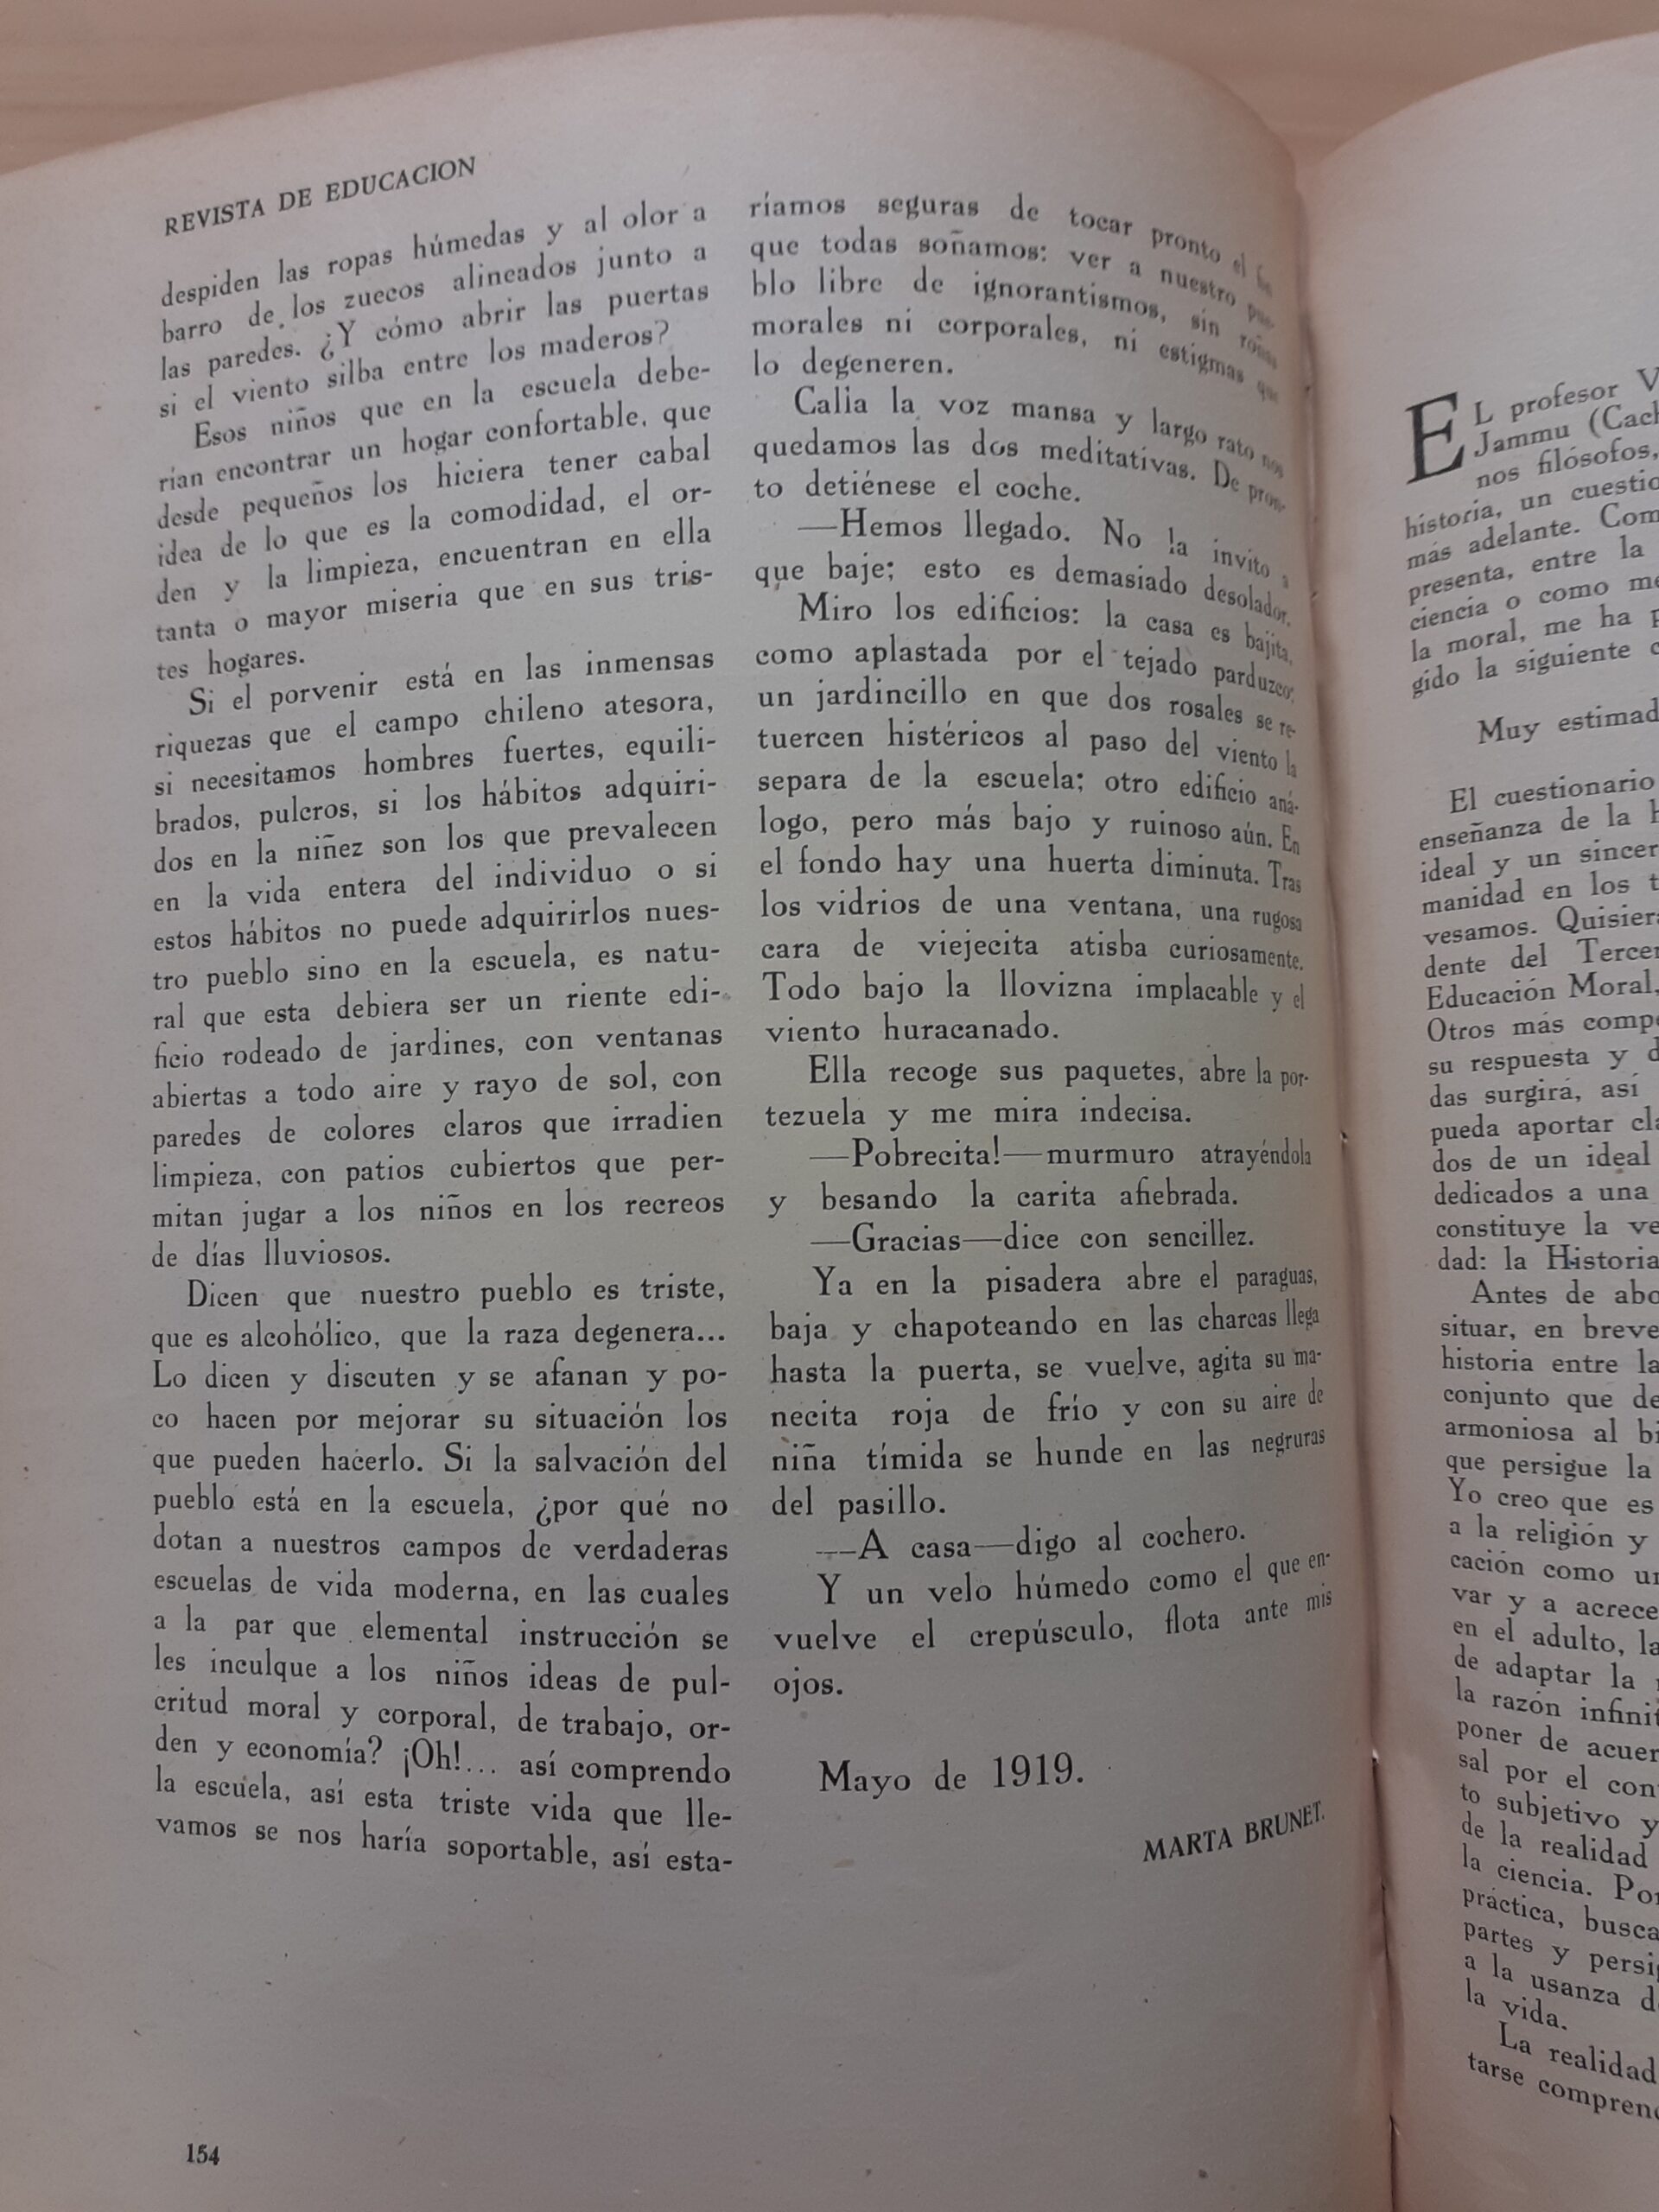 REVISTA DE EDUCACION
despiden las ropas húmedas y al olor a
barro de los zuecos alineados junto a
las paredes. ¿Y cómo abrir las puertas
si el viento silba entre los maderos?
Esos niños que en la escuela debe-
rían encontrar un hogar confortable, que
desde pequeños los hiciera tener cabal
idea de lo que es la comodidad, el or-
den y la limpieza, encuentran en ella
tanta o mayor miseria que en sus tris-
tes hogares.
Si el porvenir está en las inmensas
riquezas que el campo chileno atesora,
si necesitamos hombres fuertes, equili-
brados, pulcros, si los hábitos adquiri-
dos en la niñez son los que prevalecen
en la vida entera del individuo o si
estos hábitos no puede adquirirlos nues-
tro pueblo sino en la escuela, es natu-
ral que esta debiera ser un riente edi-
ficio rodeado de jardines, con ventanas
abiertas a todo aire y rayo de sol, con
paredes de colores claros que irradien
limpieza, con patios cubiertos que per-
mitan jugar a los niños en los recreos
de días lluviosos.
Dicen que nuestro pueblo es triste,
que es alcohólico, que la raza degenera...
Lo dicen y discuten y se afanan y po-
co hacen por mejorar su situación los
que pueden hacerlo. Si la salvación del
pueblo está en la escuela, ¿por qué no
dotan a nuestros campos de verdaderas
escuelas de vida moderna, en las cuales
a la par que elemental instrucción se
les inculque a los niños ideas de pul-
critud moral y corporal, de trabajo, or-
den y economía? ¡Oh!... así comprendo
la escuela, así esta triste vida que lle-
vamos se nos haría soportable, así esta-
ríamos seguras de tocar pronto el
que todas soñamos: ver a nuestro pue-
blo libre de ignorantismos, sin
morales ni corporales, ni estigmas que
lo degeneren.
Calla la voz mansa y largo rato nos
quedamos las dos meditativas. De pron-
to detiénese el coche.
—Hemos llegado. No la invito a
que baje; esto es demasiado desolador.
Miro los edificios: la casa es bajita,
como aplastada por el tejado parduzco;
un jardincillo en que dos rosales se re-
tuercen histéricos al paso del viento la
separa de la escuela; otro edificio aná-
logo, pero más bajo y ruinoso aún. En
el fondo hay una huerta diminuta. Tras
los vidrios de una ventana, una rugosa
cara de viejecita atisba curiosamente.
Todo bajo la llovizna implacable y el
viento huracanado.
Ella recoge sus paquetes, abre la por-
tezuela y me mira indecisa.
—Pobrecita!—murmuro atrayéndola
y besando la carita afiebrada.
—Gracias—dice con sencillez.
Ya en la pisadera abre el paraguas,
baja y chapoteando en las charcas llega
hasta la puerta, se vuelve, agita su ma-
necita roja de frío y con su aire de
niña tímida se hunde en las negruras
del pasillo.
—A casa—digo al cochero.
Y un velo húmedo como el que en-
vuelve el crepúsculo, flota ante mis
ojos.
Mayo de 1919.
MARTA BRUNET.
154
EL profesor
Jammu
nos filósofos,
historia, un
más adelante.
presenta, entre la
ciencia o como
la moral, me ha
gido la siguiente
Muy
El cuestionario
enseñanza de la
ideal y un
manidad en los
vesamos.
dente del
Educación Moral,
Otros más
su respuesta y
das surgirá, así
pueda aportar
dos de un ideal
dedicados a una
constituye la
dad: la Historia
Antes de
situar, en breve
historia entre
conjunto que
armoniosa al
que persigue la
Yo creo que es
a la religión y
cación como
var y a
en el adulto,
de adaptar la
la razón
poner de
sal por el
to subjetivo y
de la realidad
la ciencia.
práctica,
partes y
a la usanza
la vida.
La realidad
tarse